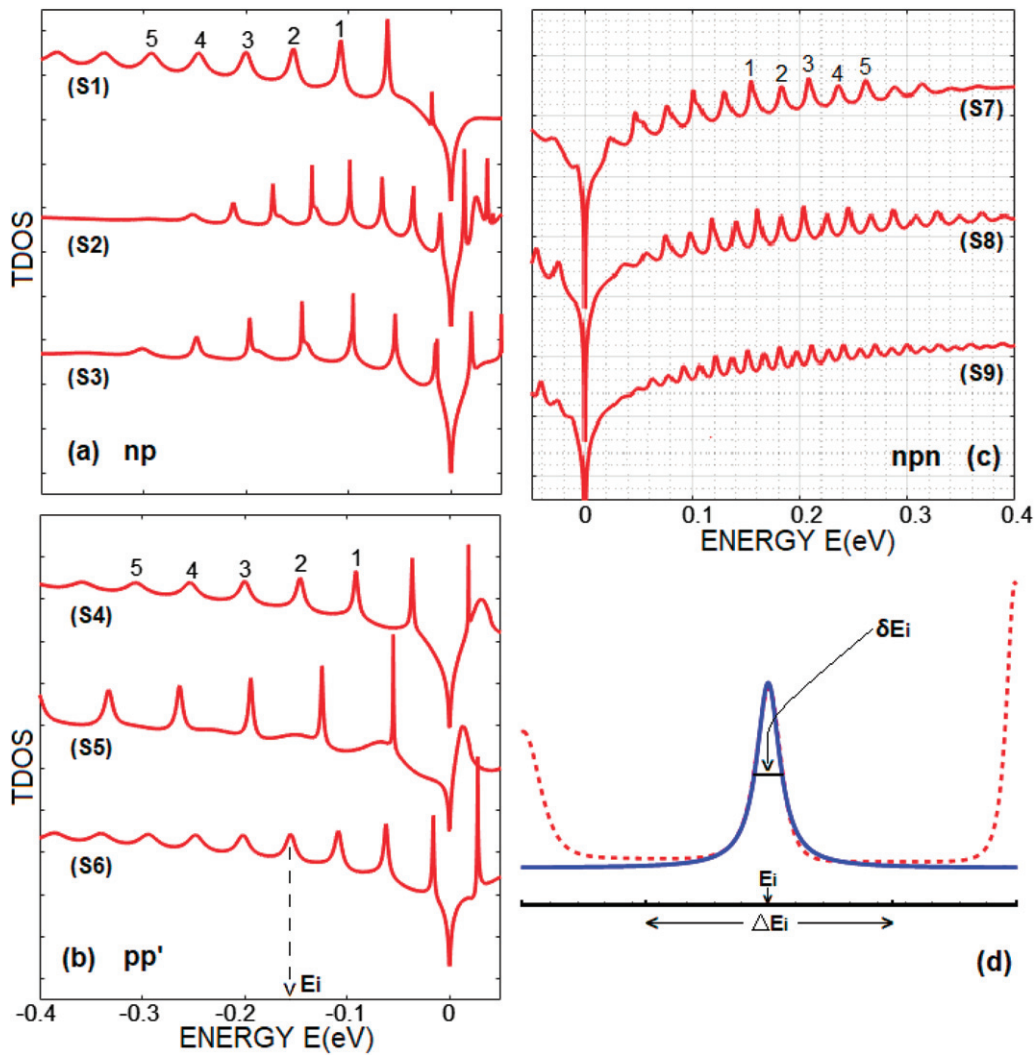 5 4 3 2 1
(S1)
(S2)
(S3)
TDOS
(a) np
1 2 3 4 5
(S7)
(S8)
(S9)
npn (c)
0 0.1 0.2 0.3 0.4
ENERGY E(eV)
5 4 3 2 1
(S4)
(S5)
(S6)
TDOS
(b) pp'
Ei
-0.4 -0.3 -0.2 -0.1 0
ENERGY E(eV)
δEi
Ei
△Ei
(d)